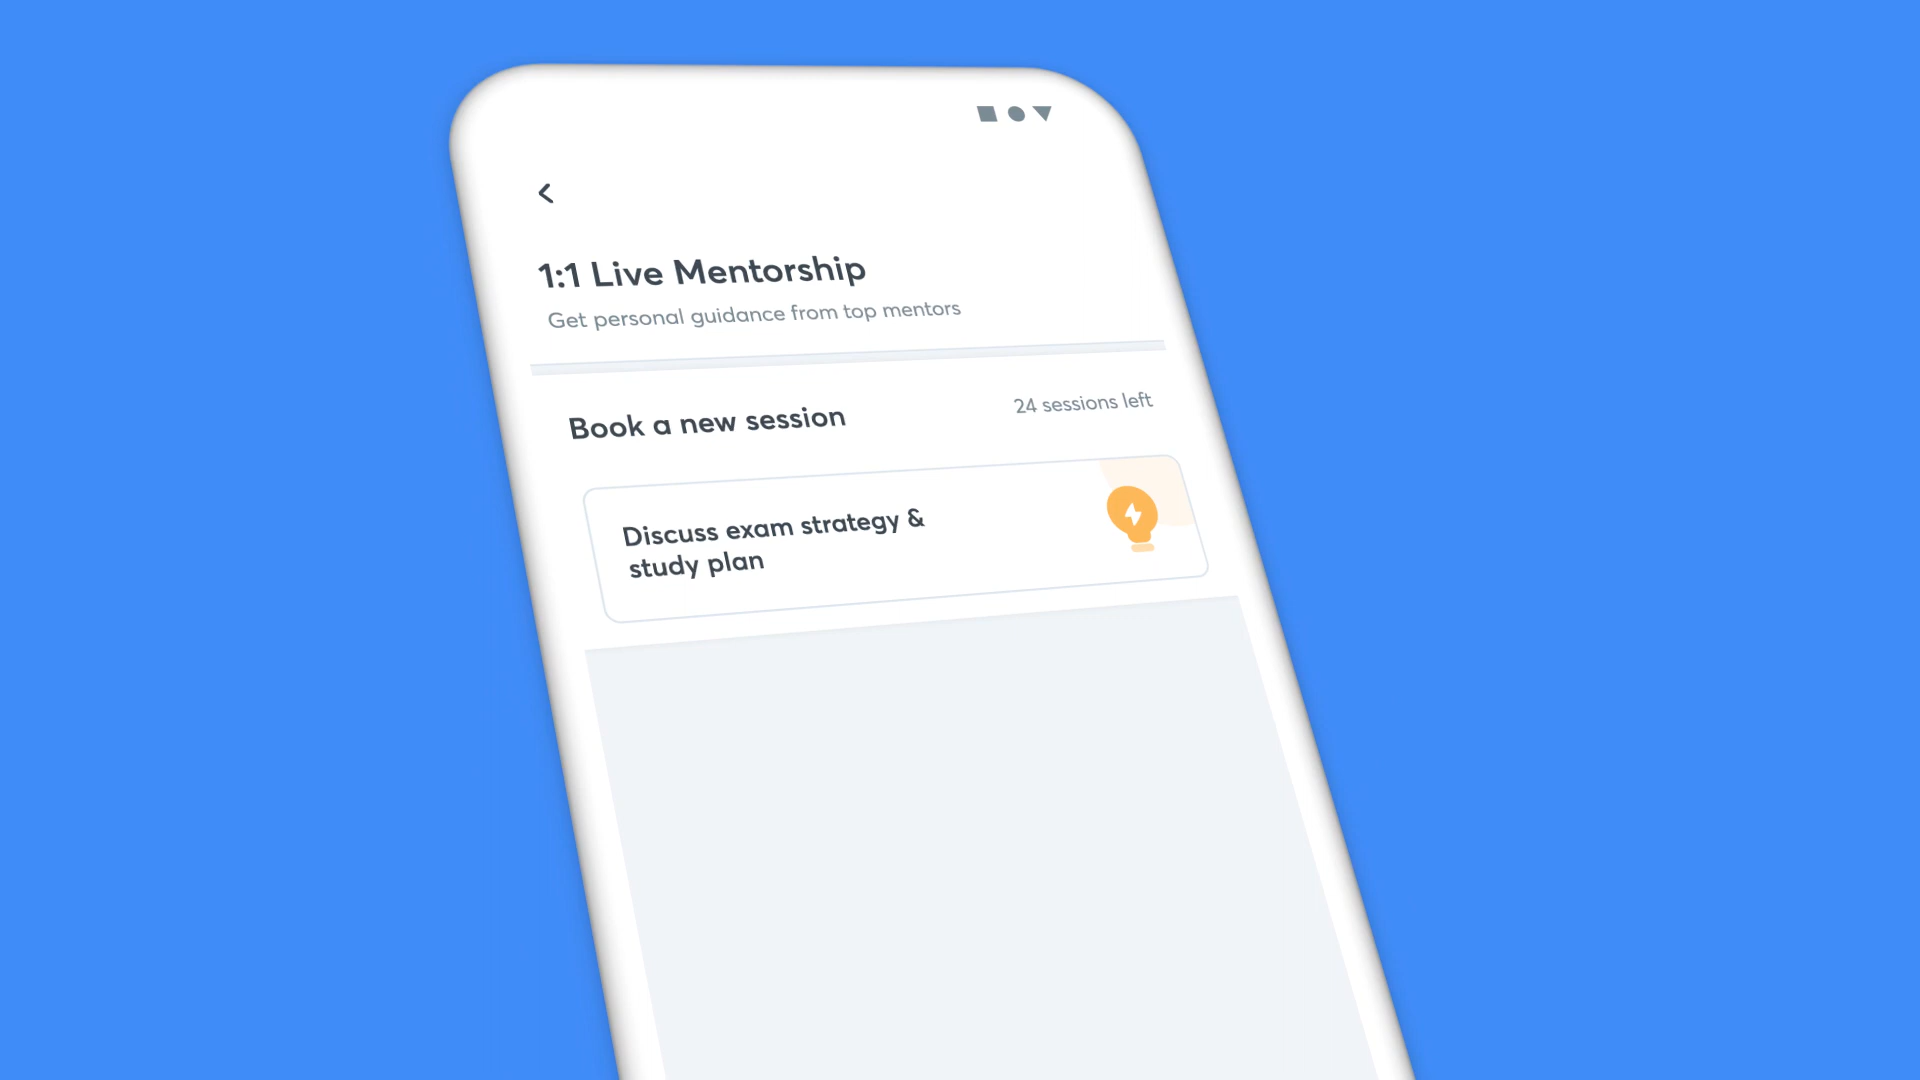 1:1 Live Mentorship
Get personal guidance from top mentors
Book a new session
24 sessions left
Discuss exam strategy &
study plan